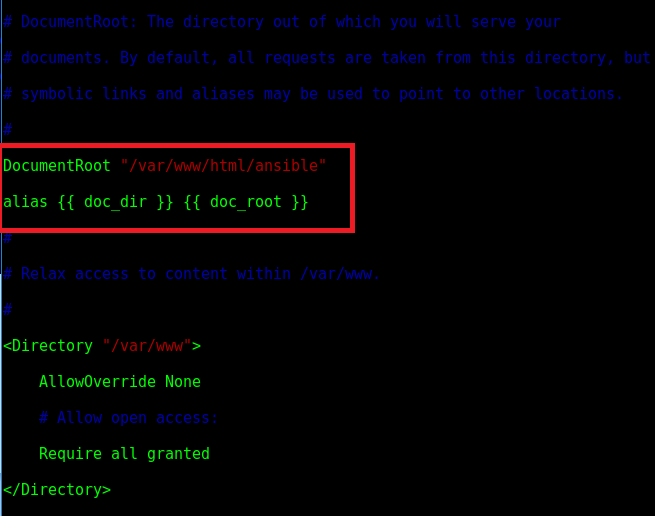 # DocumentRoot: The directory out of which you will serve your
# documents. By default, all requests are taken from this directory, but
# symbolic links and aliases may be used to point to other locations.
#
DocumentRoot "/var/www/html/ansible"
alias {{ doc_dir }} {{ doc_root }}
#
# Relax access to content within /var/www.
#
<Directory "/var/www">
    AllowOverride None
    # Allow open access:
    Require all granted
</Directory>